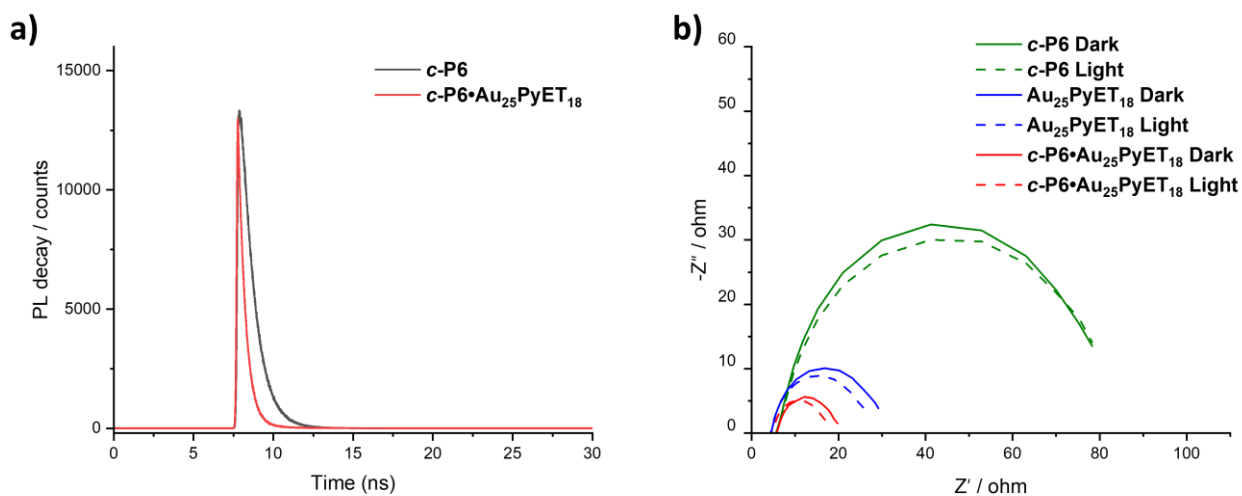 a)
15000
10000
5000
0
PL decay / counts
0 5 10 15 20 25 30
Time (ns)
c-P6
c-P6•Au₂₅PyET₁₈
b)
60
50
40
30
20
10
0
-Z″ / ohm
0 20 40 60 80 100
Z′ / ohm
c-P6 Dark
c-P6 Light
Au₂₅PyET₁₈ Dark
Au₂₅PyET₁₈ Light
c-P6•Au₂₅PyET₁₈ Dark
c-P6•Au₂₅PyET₁₈ Light